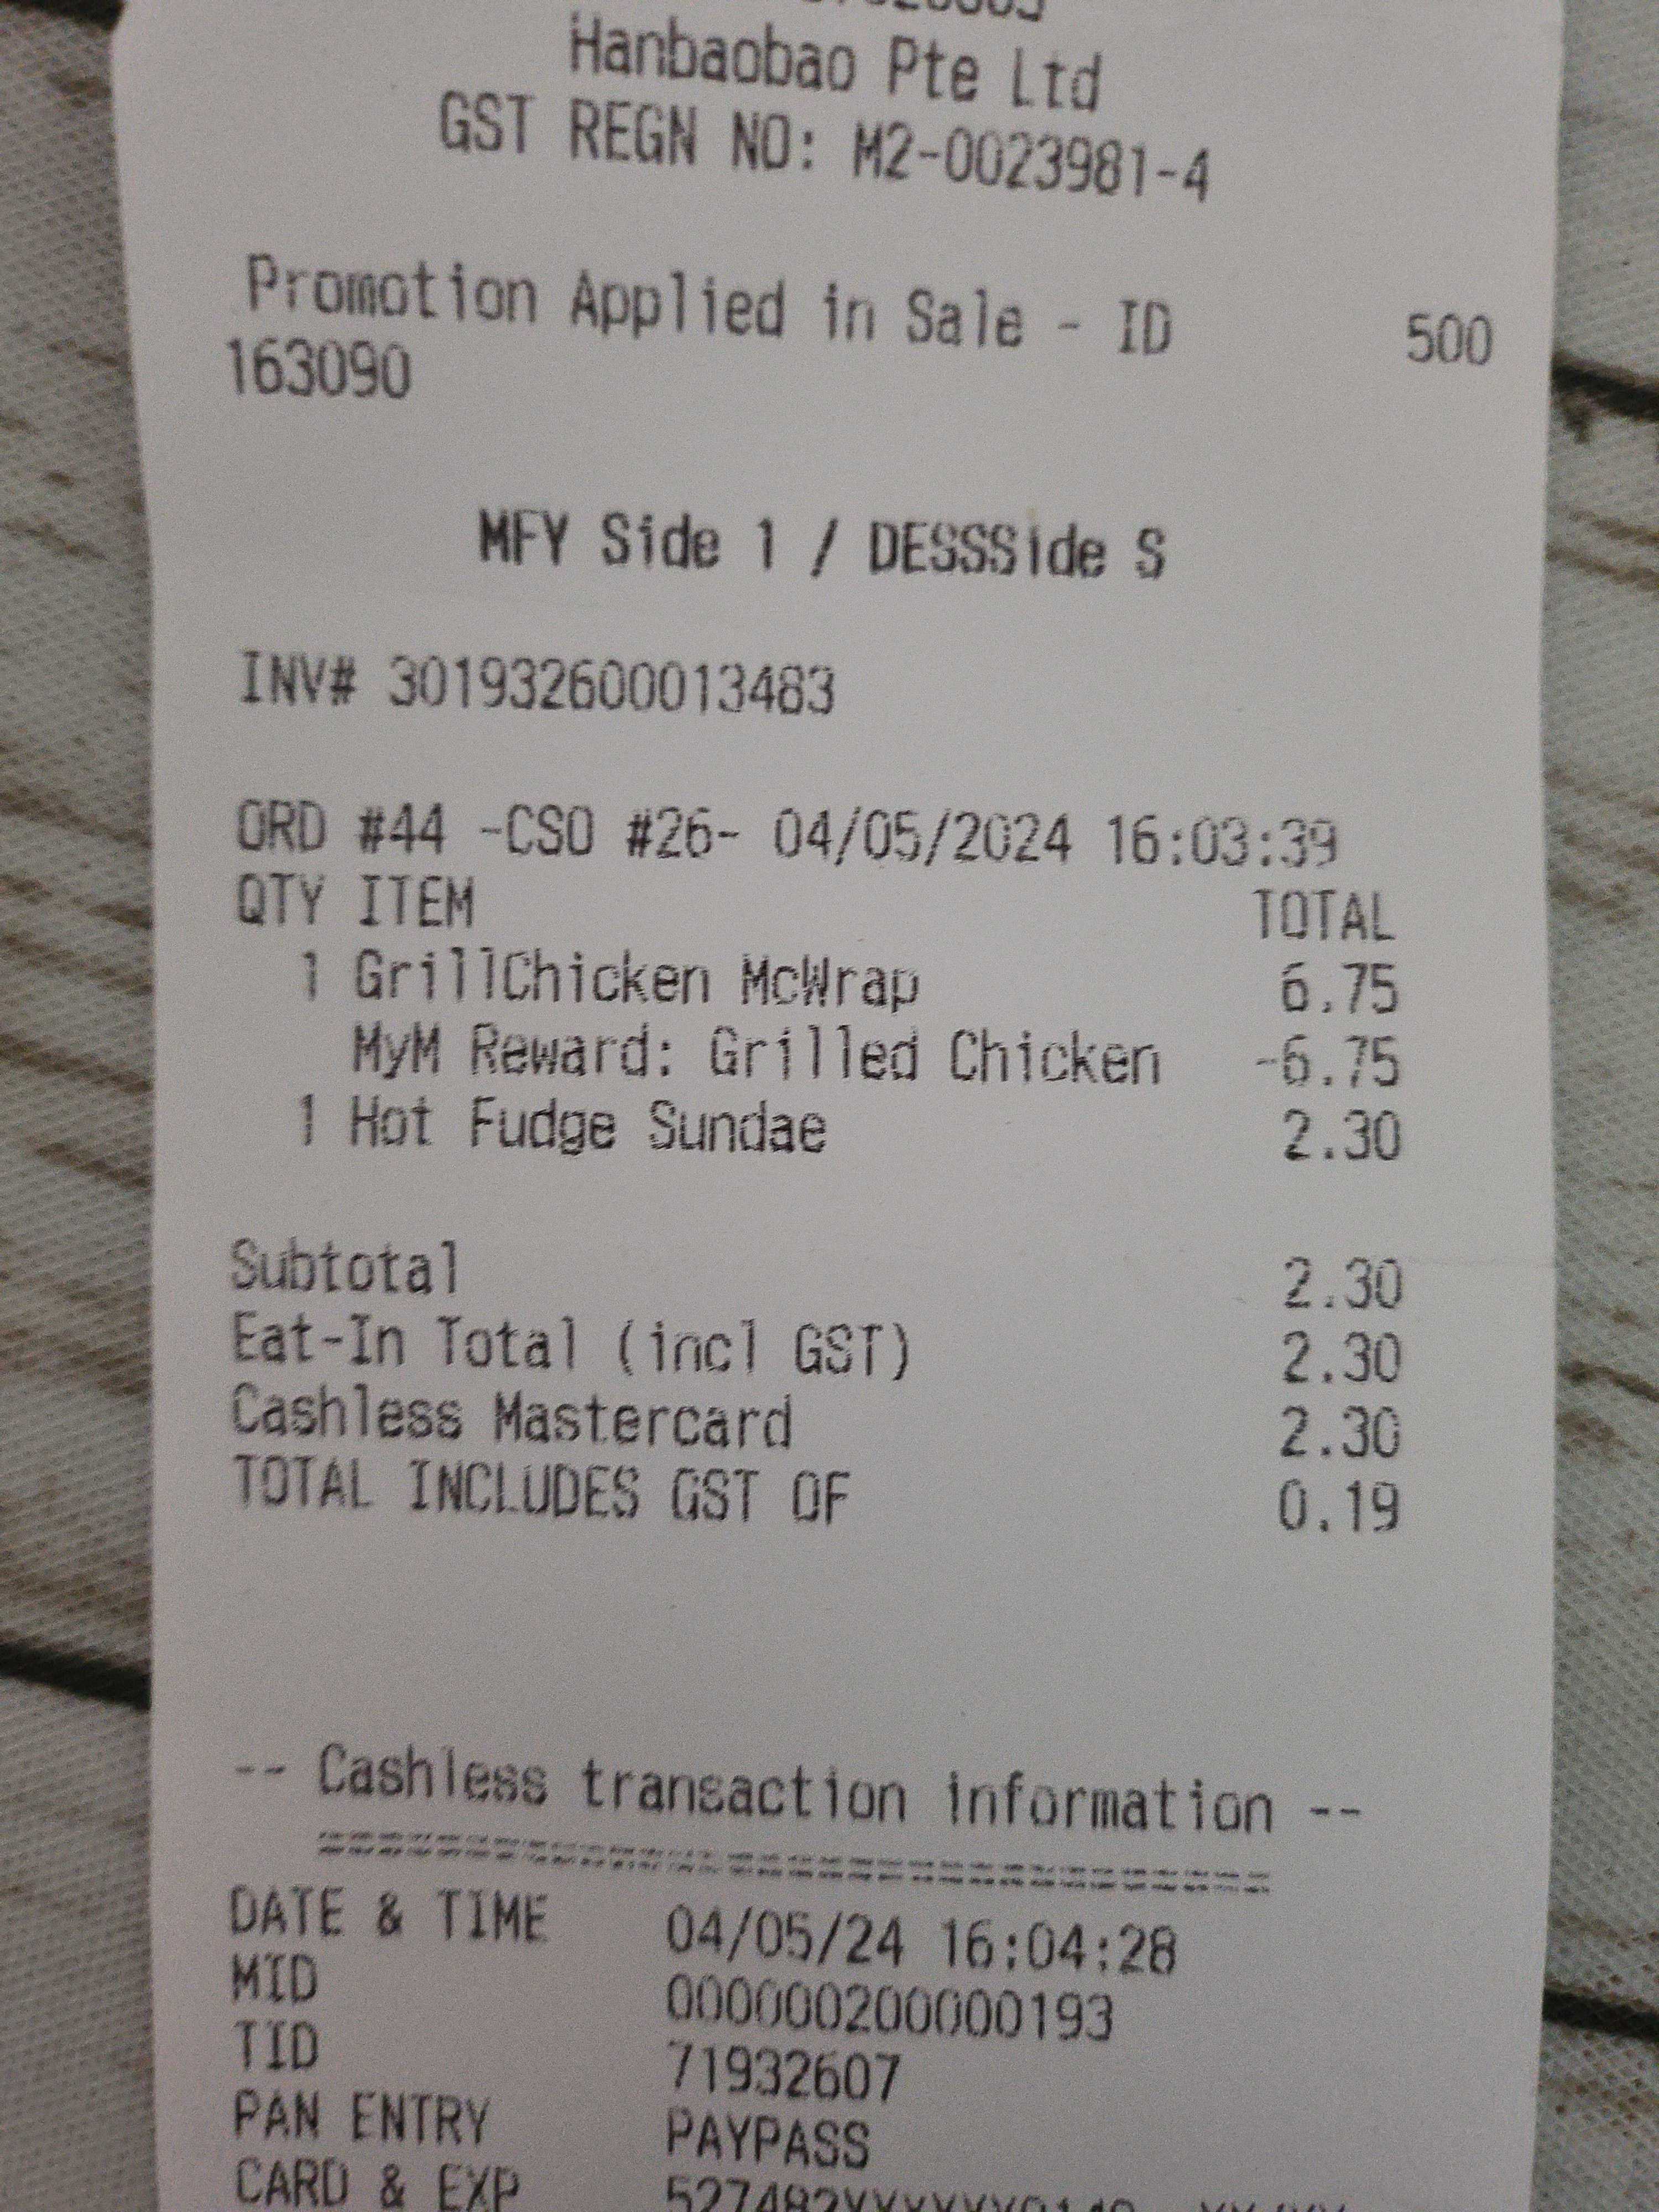 Hanbaobao Pte Ltd
GST REGN NO: M2-0023981-4
Promotion Applied in Sale - ID 500
163090
MFY Side 1 / DESSSide S
INV# 301932600013483
ORD #44 -CSO #26- 04/05/2024 16:03:39
QTY ITEM TOTAL
1 GrillChicken McWrap 6.75
MyM Reward: Grilled Chicken -6.75
1 Hot Fudge Sundae 2.30
Subtotal 2.30
Eat-In Total (incl GST) 2.30
Cashless Mastercard 2.30
TOTAL INCLUDES GST OF 0.19
-- Cashless transaction information --
==================================
DATE & TIME 04/05/24 16:04:28
MID 000000200000193
TID 71932607
PAN ENTRY PAYPASS
CARD & EXP